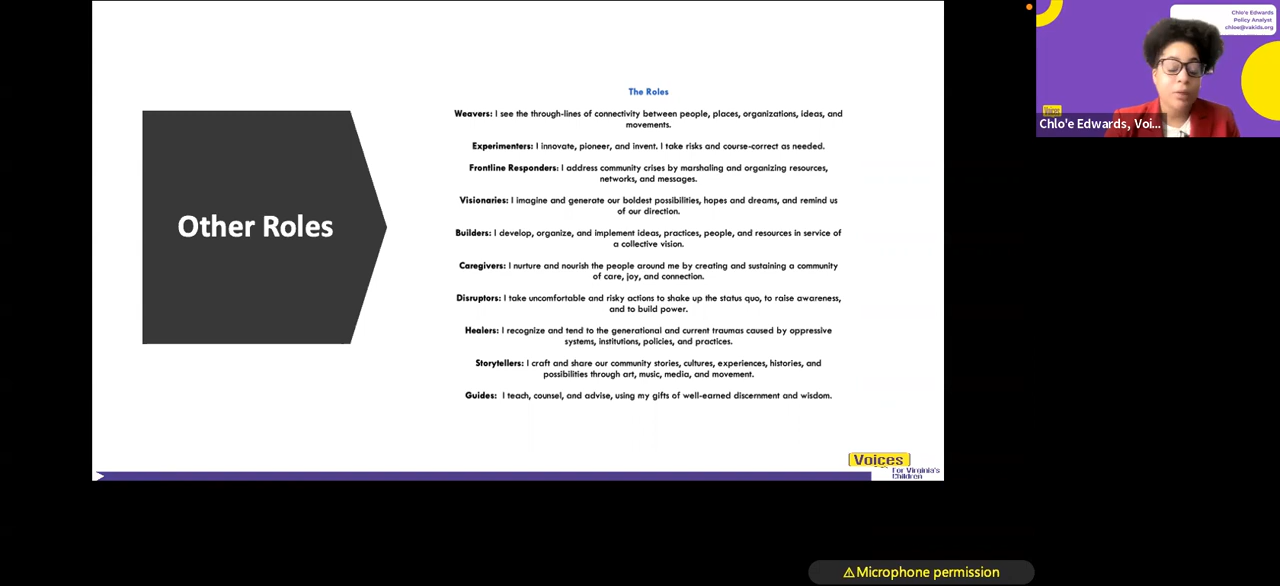 Other Roles
The Roles
Weavers: I see the through-lines of connectivity between people, places, organizations, ideas, and
movements.
Experimenters: I innovate, pioneer, and invent. I take risks and course-correct as needed.
Frontline Responders: I address community crises by marshaling and organizing resources,
networks, and messages.
Visionaries: I imagine and generate our boldest possibilities, hopes and dreams, and remind us
of our direction.
Builders: I develop, organize, and implement ideas, practices, people, and resources in service of
a collective vision.
Caregivers: I nurture and nourish the people around me by creating and sustaining a community
of care, joy, and connection.
Disruptors: I take uncomfortable and risky actions to shake up the status quo, to raise awareness,
and to build power.
Healers: I recognize and tend to the generational and current traumas caused by oppressive
systems, institutions, policies, and practices.
Storytellers: I craft and share our community stories, cultures, experiences, histories, and
possibilities through art, music, media, and movement.
Guides: I teach, counsel, and advise, using my gifts of well-earned discernment and wisdom.
Voices
For Virginia's
Children
Chlo'e Edwards
Policy Analyst
chloe@vakids.org
Voices
Chlo'e Edwards, Voi...
⚠Microphone permission